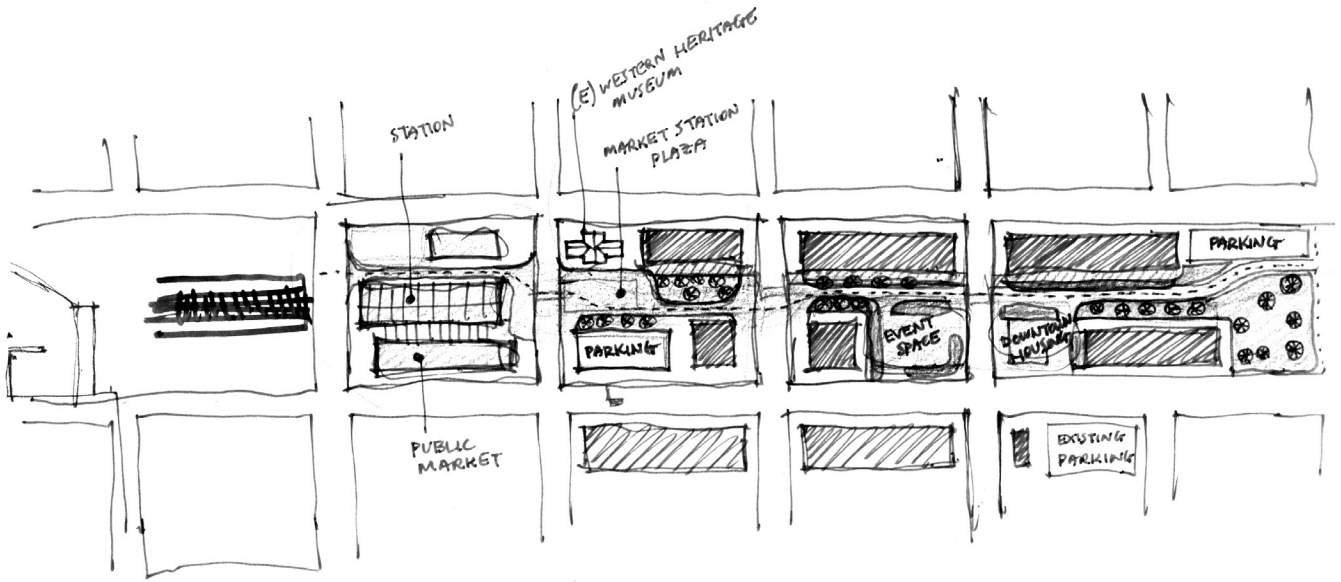 (E) WESTERN HERITAGE
MUSEUM
STATION
MARKET STATION
PLAZA
PARKING
PARKING
EVENT
SPACE
DOWNTOWN
HOUSING
PUBLIC
MARKET
EXISTING
PARKING